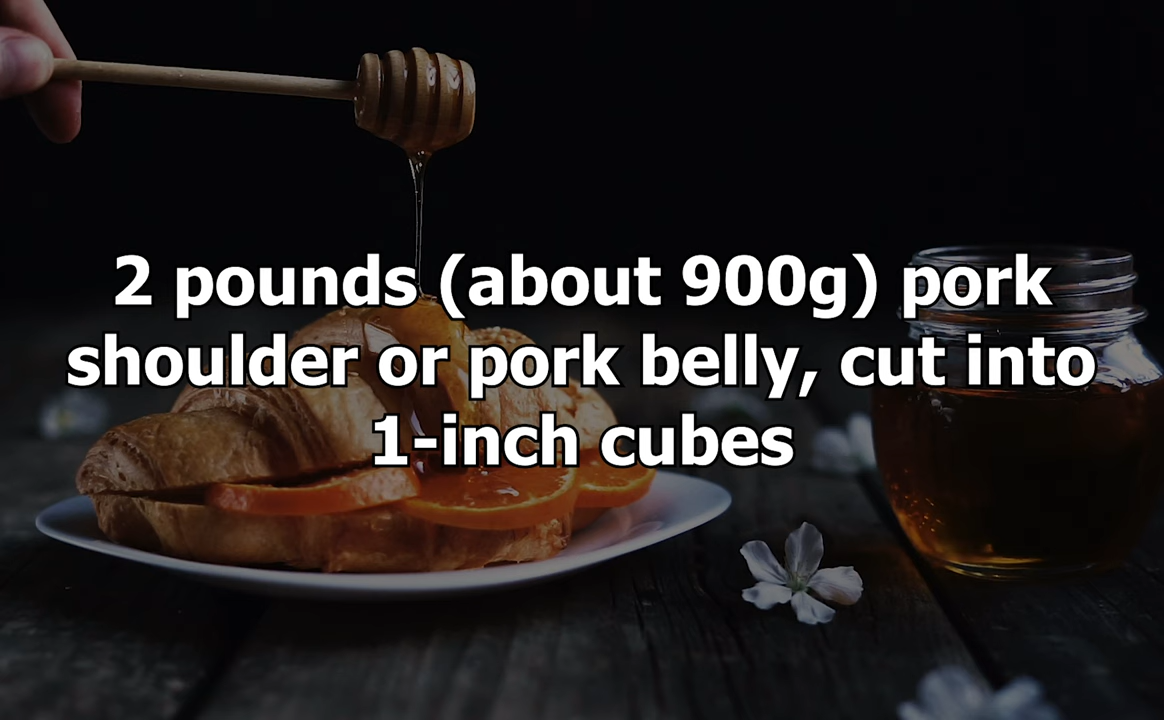 2 pounds (about 900g) pork
shoulder or pork belly, cut into
1-inch cubes